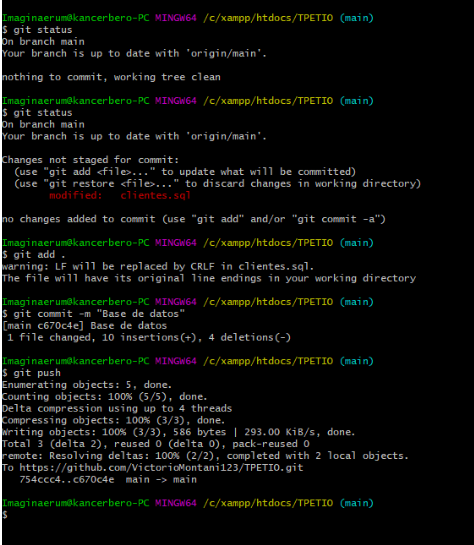 Imaginaerum@kancerbero-PC MINGW64 /c/xampp/htdocs/TPETIO (main)
$ git status
On branch main
Your branch is up to date with 'origin/main'.
nothing to commit, working tree clean
Imaginaerum@kancerbero-PC MINGW64 /c/xampp/htdocs/TPETIO (main)
$ git status
On branch main
Your branch is up to date with 'origin/main'.
Changes not staged for commit:
(use "git add <file>..." to update what will be committed)
(use "git restore <file>..." to discard changes in working directory)
modified: clientes.sql
no changes added to commit (use "git add" and/or "git commit -a")
Imaginaerum@kancerbero-PC MINGW64 /c/xampp/htdocs/TPETIO (main)
$ git add .
warning: LF will be replaced by CRLF in clientes.sql.
The file will have its original line endings in your working directory
Imaginaerum@kancerbero-PC MINGW64 /c/xampp/htdocs/TPETIO (main)
$ git commit -m "Base de datos"
[main c670c4e] Base de datos
1 file changed, 10 insertions(+), 4 deletions(-)
Imaginaerum@kancerbero-PC MINGW64 /c/xampp/htdocs/TPETIO (main)
$ git push
Enumerating objects: 5, done.
Counting objects: 100% (5/5), done.
Delta compression using up to 4 threads
Compressing objects: 100% (3/3), done.
Writing objects: 100% (3/3), 586 bytes | 293.00 KiB/s, done.
Total 3 (delta 2), reused 0 (delta 0), pack-reused 0
remote: Resolving deltas: 100% (2/2), completed with 2 local objects.
To https://github.com/VictorioMontani123/TPETIO.git
754ccc4..c670c4e main -> main
Imaginaerum@kancerbero-PC MINGW64 /c/xampp/htdocs/TPETIO (main)
$